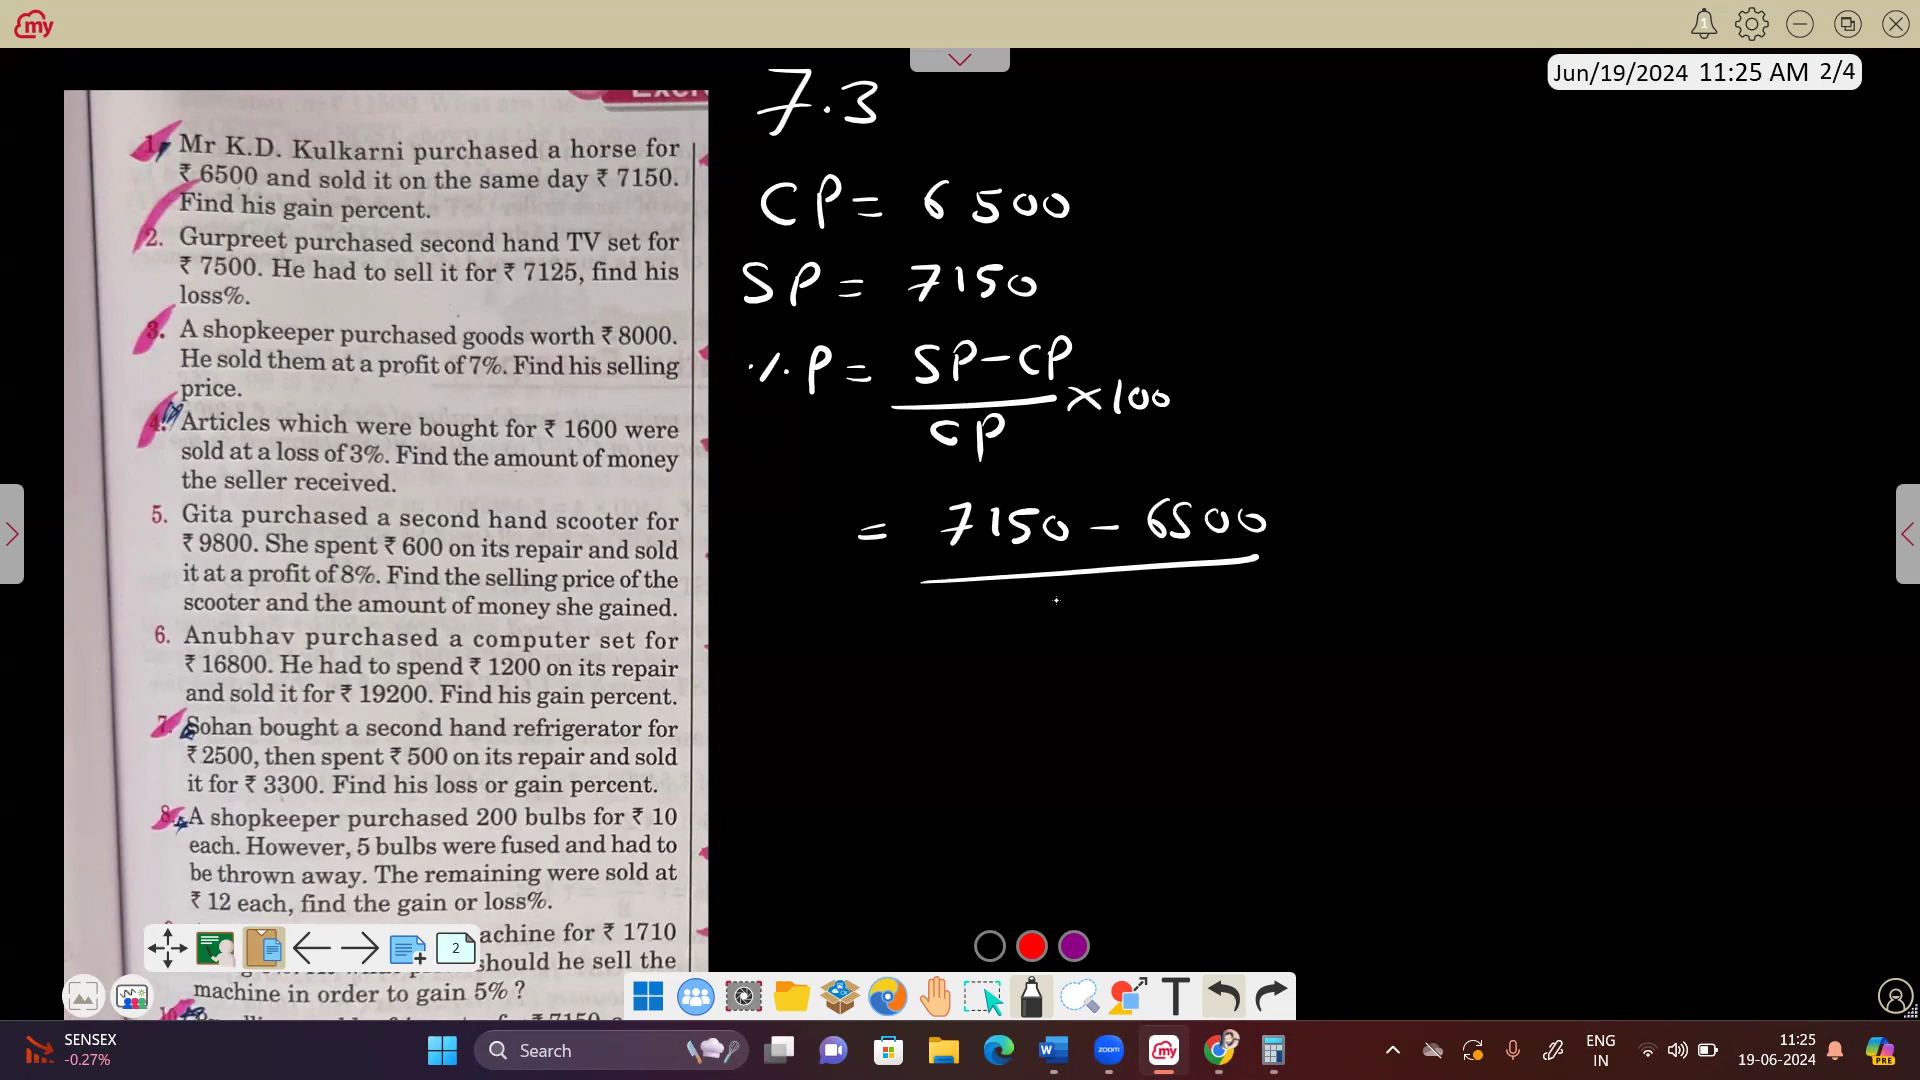 my
1
Jun/19/2024 11:25 AM 2/4
1. Mr K.D. Kulkarni purchased a horse for
₹ 6500 and sold it on the same day ₹ 7150.
Find his gain percent.
2. Gurpreet purchased second hand TV set for
₹ 7500. He had to sell it for ₹ 7125, find his
loss%.
3. A shopkeeper purchased goods worth ₹ 8000.
He sold them at a profit of 7%. Find his selling
price.
4. Articles which were bought for ₹ 1600 were
sold at a loss of 3%. Find the amount of money
the seller received.
5. Gita purchased a second hand scooter for
₹ 9800. She spent ₹ 600 on its repair and sold
it at a profit of 8%. Find the selling price of the
scooter and the amount of money she gained.
6. Anubhav purchased a computer set for
₹ 16800. He had to spend ₹ 1200 on its repair
and sold it for ₹ 19200. Find his gain percent.
7. Sohan bought a second hand refrigerator for
₹ 2500, then spent ₹ 500 on its repair and sold
it for ₹ 3300. Find his loss or gain percent.
8. A shopkeeper purchased 200 bulbs for ₹ 10
each. However, 5 bulbs were fused and had to
be thrown away. The remaining were sold at
₹ 12 each, find the gain or loss%.
achine for ₹ 1710
should he sell the
machine in order to gain 5% ?
7.3
CP = 6500
SP = 7150
% P = SP - CP
× 100
CP
= 7150 - 6500
2
T
SENSEX
-0.27%
Search
W
zoom
my
ENG
IN
11:25
19-06-2024
PRE